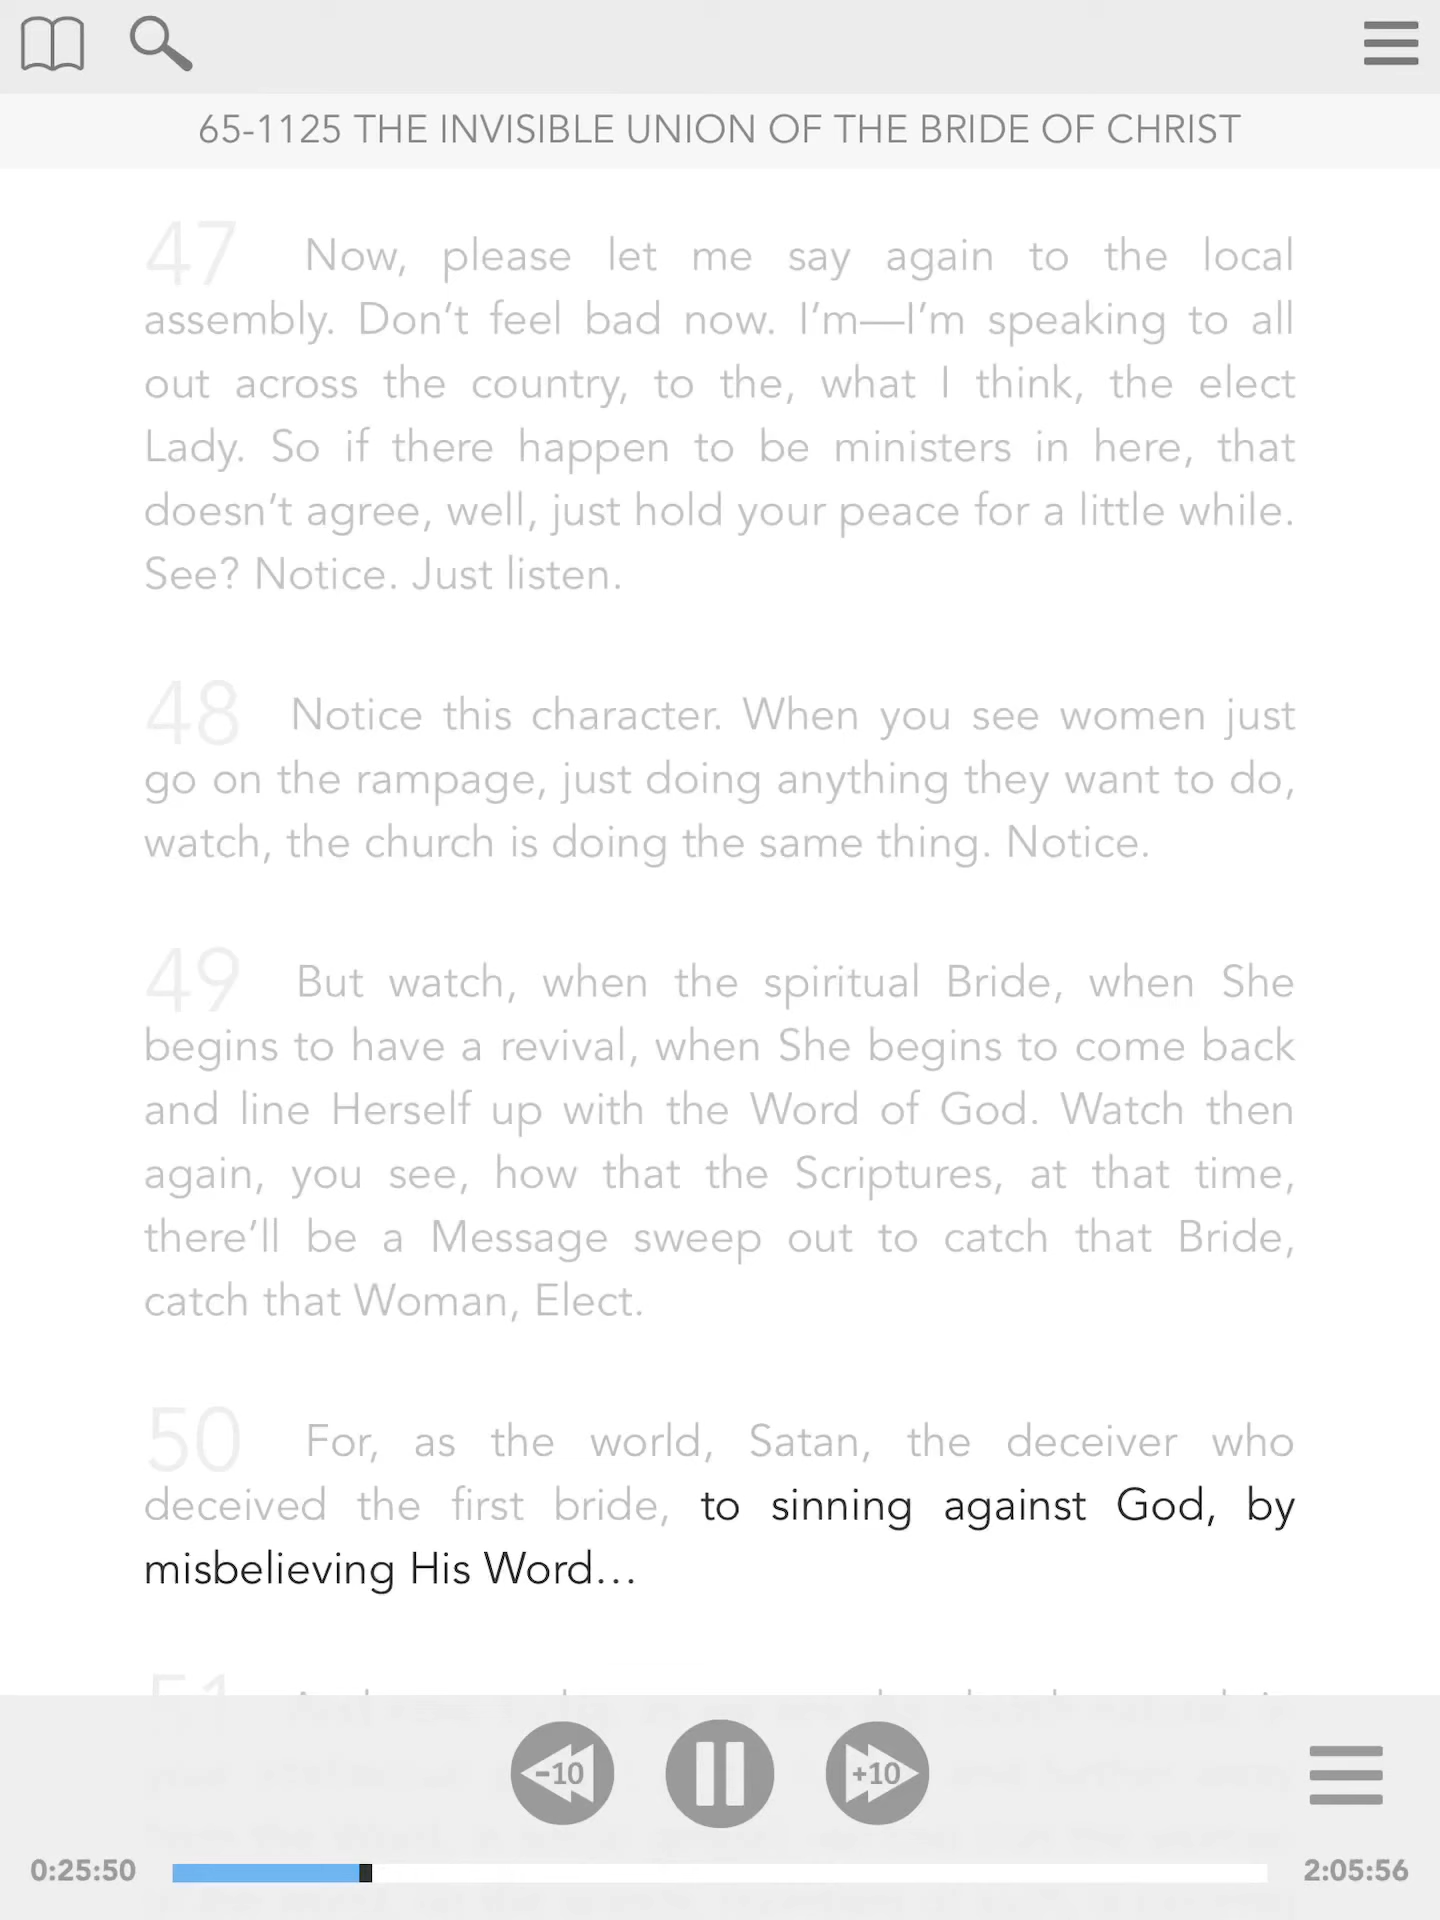 65-1125 THE INVISIBLE UNION OF THE BRIDE OF CHRIST
47 Now, please let me say again to the local
assembly. Don’t feel bad now. I’m—I’m speaking to all
out across the country, to the, what I think, the elect
Lady. So if there happen to be ministers in here, that
doesn’t agree, well, just hold your peace for a little while.
See? Notice. Just listen.
48 Notice this character. When you see women just
go on the rampage, just doing anything they want to do,
watch, the church is doing the same thing. Notice.
49 But watch, when the spiritual Bride, when She
begins to have a revival, when She begins to come back
and line Herself up with the Word of God. Watch then
again, you see, how that the Scriptures, at that time,
there’ll be a Message sweep out to catch that Bride,
catch that Woman, Elect.
50 For, as the world, Satan, the deceiver who
deceived the first bride, to sinning against God, by
misbelieving His Word…
51
-10 +10
0:25:50 2:05:56